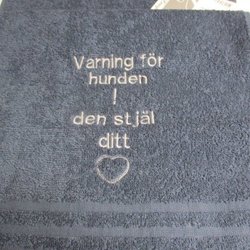 Varning för
hunden
!
den stjäl
ditt